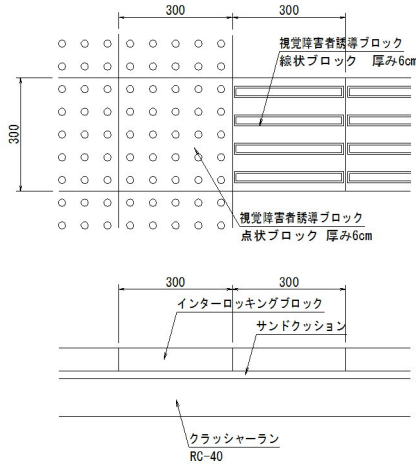 300
300
視覚障害者誘導ブロック
線状ブロック 厚み6cm
300
視覚障害者誘導ブロック
点状ブロック 厚み6cm
300
300
インターロッキングブロック
サンドクッション
クラッシャーラン
RC-40